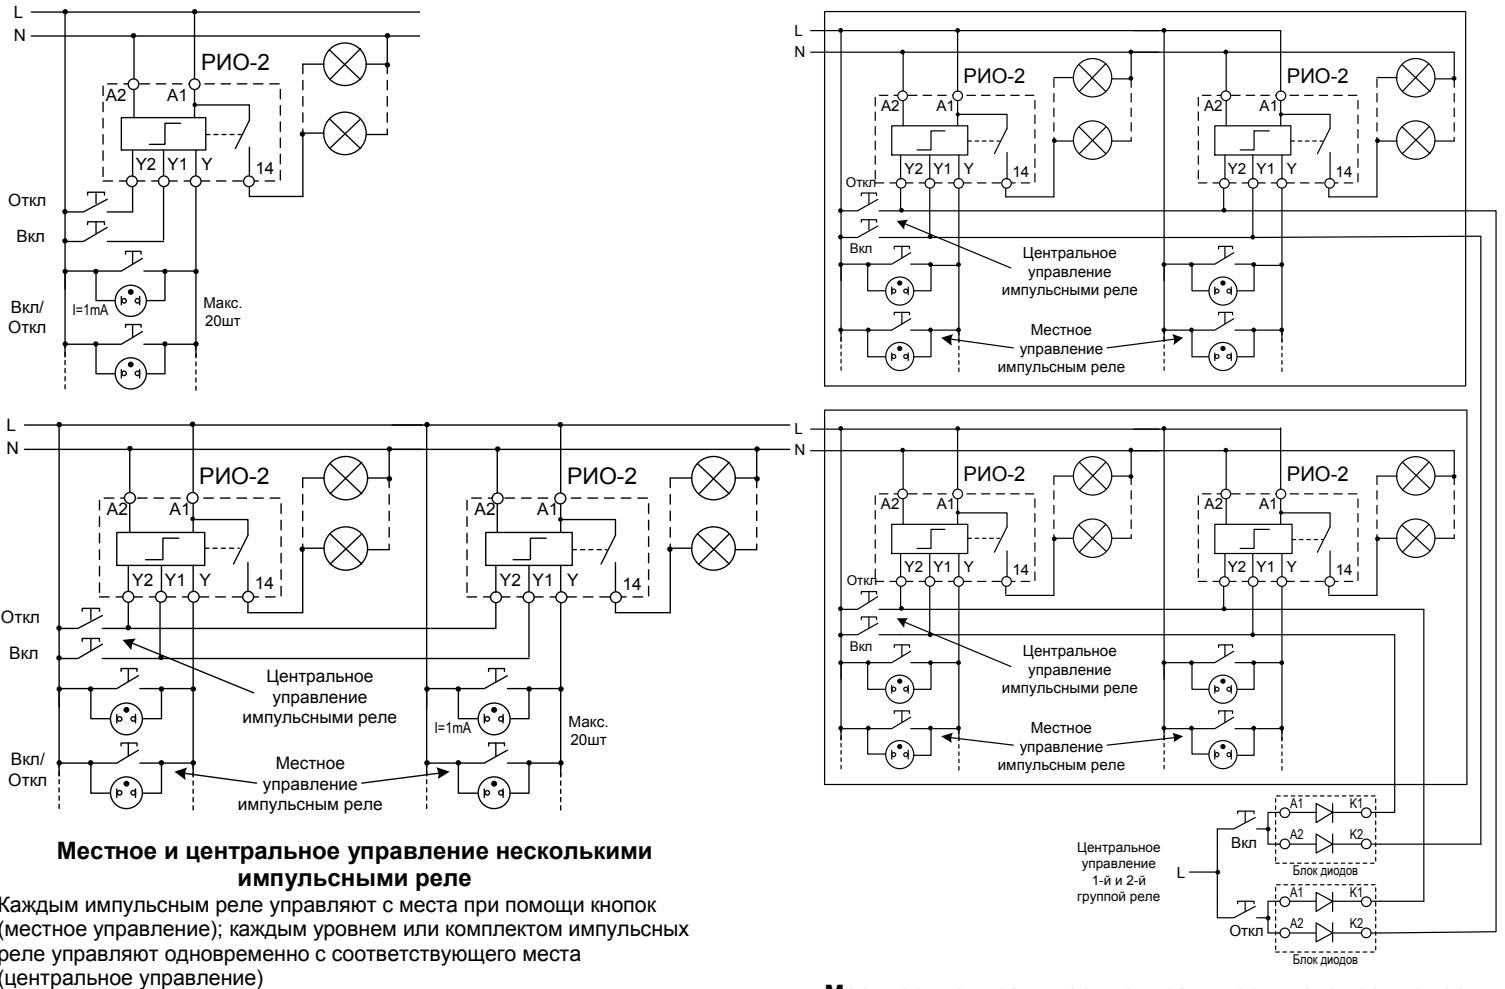 L
N
РИО-2
A2
A1
Y2 Y1 Y
14
Откл
Вкл
Вкл/
Откл
I=1mA
Макс.
20шт
L
N
РИО-2
A2
A1
Y2 Y1 Y
14
РИО-2
A2
A1
Y2 Y1 Y
14
Откл
Вкл
Центральное
управление
импульсными реле
I=1mA
Макс.
20шт
Вкл/
Откл
Местное
управление
импульсным реле
Местное и центральное управление несколькими
импульсными реле
Каждым импульсным реле управляют с места при помощи кнопок
(местное управление); каждым уровнем или комплектом импульсных
реле управляют одновременно с соответствующего места
(центральное управление)
L
N
РИО-2
A2
A1
Y2 Y1 Y
14
РИО-2
A2
A1
Y2 Y1 Y
14
Откл
Вкл
Центральное
управление
импульсными реле
Местное
управление
импульсным реле
L
N
РИО-2
A2
A1
Y2 Y1 Y
14
РИО-2
A2
A1
Y2 Y1 Y
14
Откл
Вкл
Центральное
управление
импульсными реле
Местное
управление
импульсным реле
Центральное
управление
1-й и 2-й
группой реле
L
Вкл
A1
K1
A2
K2
Блок диодов
Откл
A1
K1
A2
K2
Блок диодов